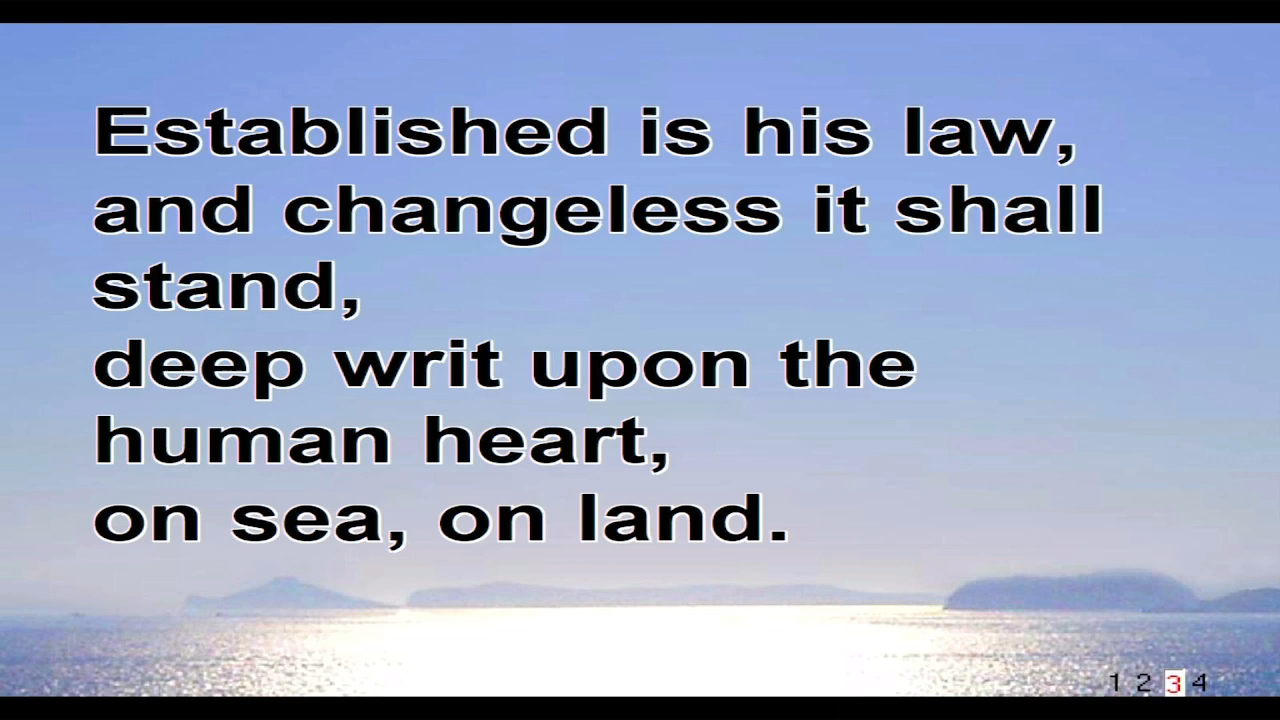 Established is his law,
and changeless it shall
stand,
deep writ upon the
human heart,
on sea, on land.
1 2 3 4